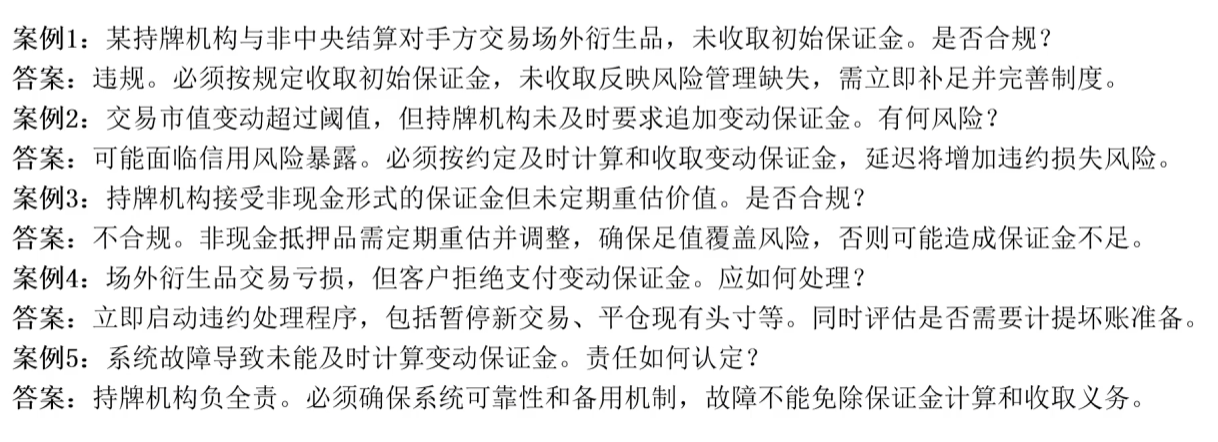 案例1：某持牌机构与非中央结算对手方交易场外衍生品，未收取初始保证金。是否合规？
答案：违规。必须按规定收取初始保证金，未收取反映风险管理缺失，需立即补足并完善制度。
案例2：交易市值变动超过阈值，但持牌机构未及时要求追加变动保证金。有何风险？
答案：可能面临信用风险暴露。必须按约定及时计算和收取变动保证金，延迟将增加违约损失风险。
案例3：持牌机构接受非现金形式的保证金但未定期重估价值。是否合规？
答案：不合规。非现金抵押品需定期重估并调整，确保足值覆盖风险，否则可能造成保证金不足。
案例4：场外衍生品交易亏损，但客户拒绝支付变动保证金。应如何处理？
答案：立即启动违约处理程序，包括暂停新交易、平仓现有头寸等。同时评估是否需要计提坏账准备。
案例5：系统故障导致未能及时计算变动保证金。责任如何认定？
答案：持牌机构负全责。必须确保系统可靠性和备用机制，故障不能免除保证金计算和收取义务。